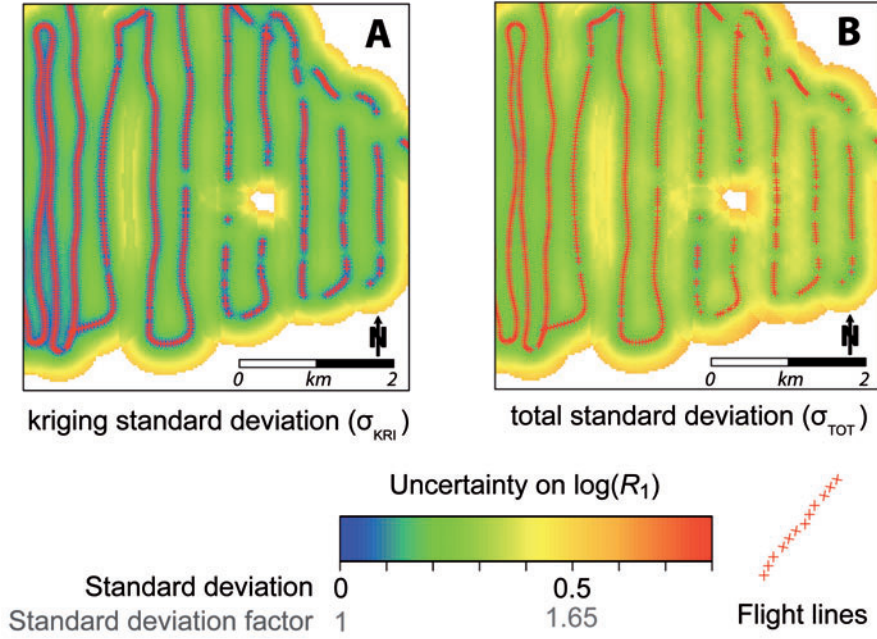 A
B
N
N
0 km 2
0 km 2
kriging standard deviation (σKRI)
total standard deviation (σTOT)
Uncertainty on log(R1)
Standard deviation 0 0.5
Standard deviation factor 1 1.65
Flight lines